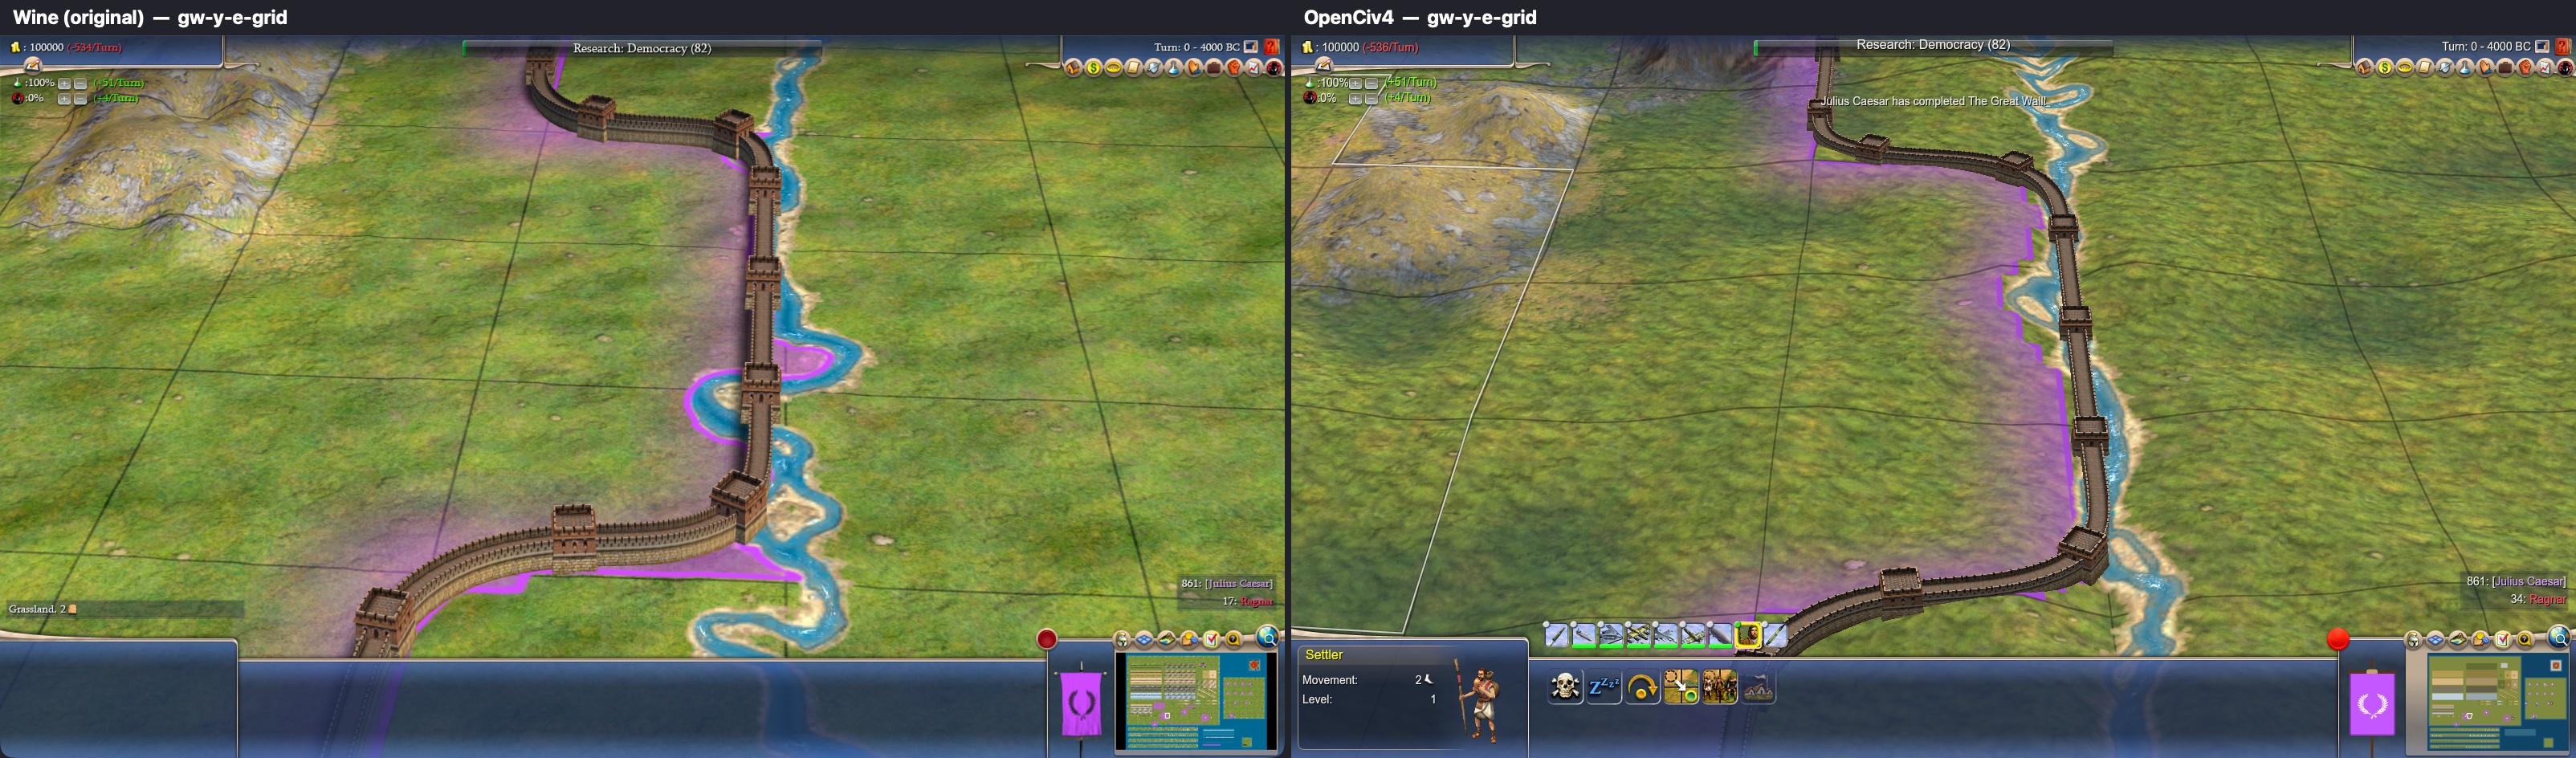 Wine (original) — gw-y-e-grid
: 100000 (-534/Turn)
Research: Democracy (82)
Turn: 0 - 4000 BC
:100% (+51/Turn)
:0% (+4/Turn)
861: [Julius Caesar]
17: Ragnar
Grassland, 2
OpenCiv4 — gw-y-e-grid
: 100000 (-536/Turn)
Research: Democracy (82)
Turn: 0 - 4000 BC
:100% (+51/Turn)
:0% (+4/Turn)
Julius Caesar has completed The Great Wall!
861: [Julius Caesar]
34: Ragnar
Settler
Movement: 2
Level: 1
ZZzzz